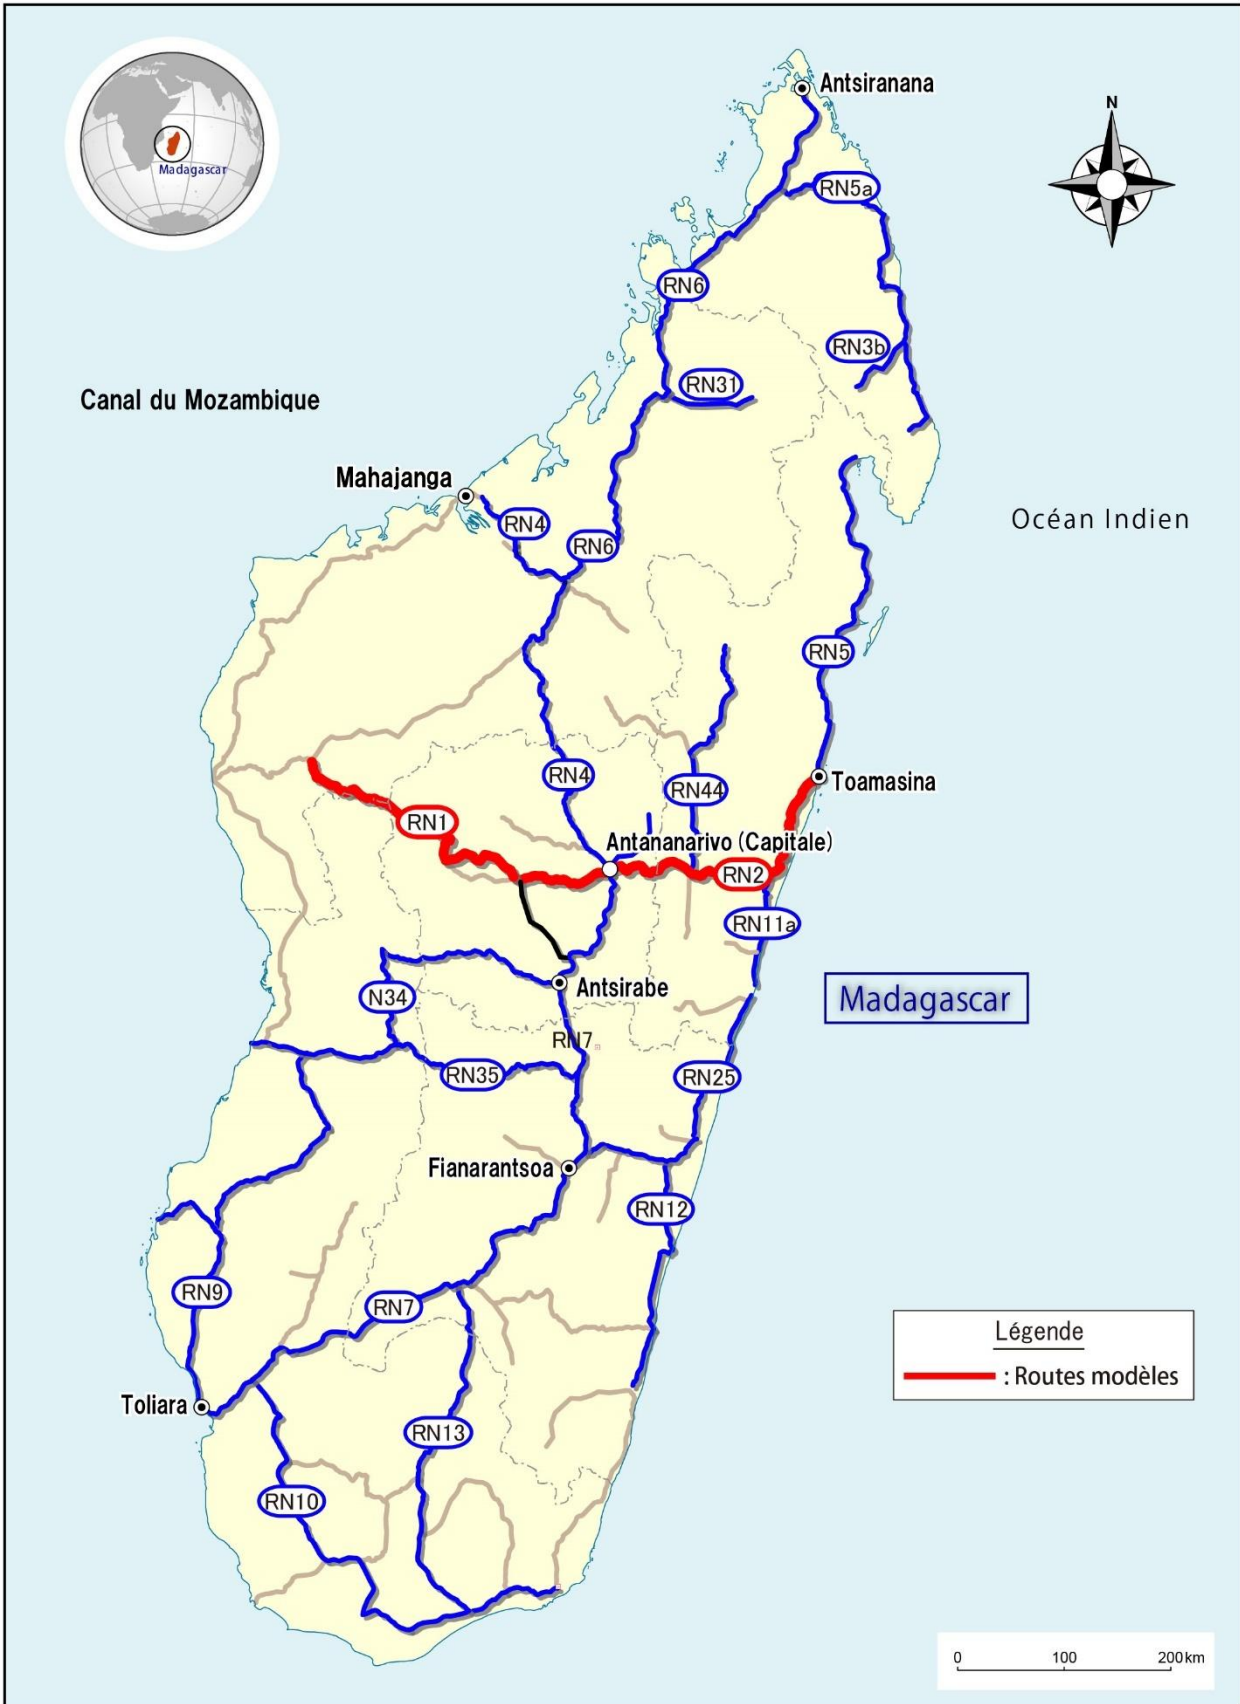 Antsiranana
N
Madagascar
RN5a
RN6
RN3b
RN31
Canal du Mozambique
Mahajanga
RN4
RN6
Océan Indien
RN5
RN4
RN44
Toamasina
RN1
Antananarivo (Capitale)
RN2
RN11a
Antsirabe
N34
Madagascar
RN7
RN35
RN25
Fianarantsoa
RN12
RN9
RN7
Légende
: Routes modèles
Toliara
RN13
RN10
0 100 200km